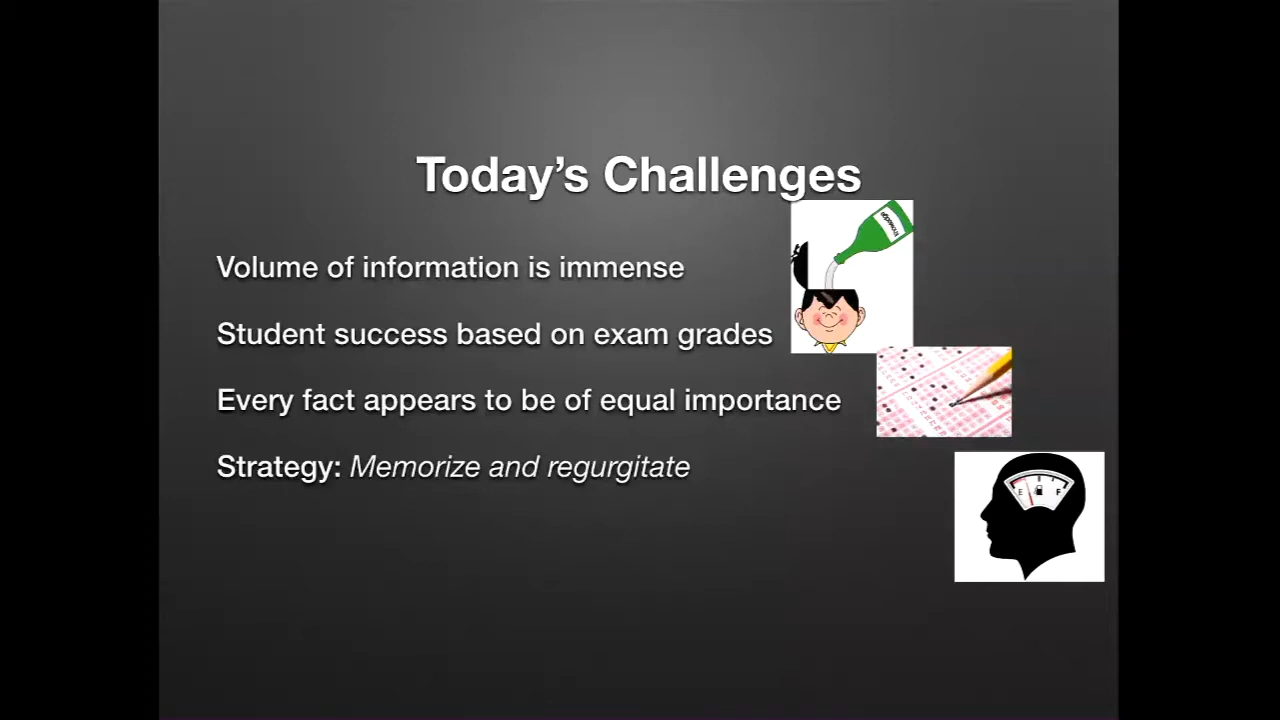 Today's Challenges
Knowledge
Volume of information is immense
Student success based on exam grades
Every fact appears to be of equal importance
Strategy: Memorize and regurgitate
E F